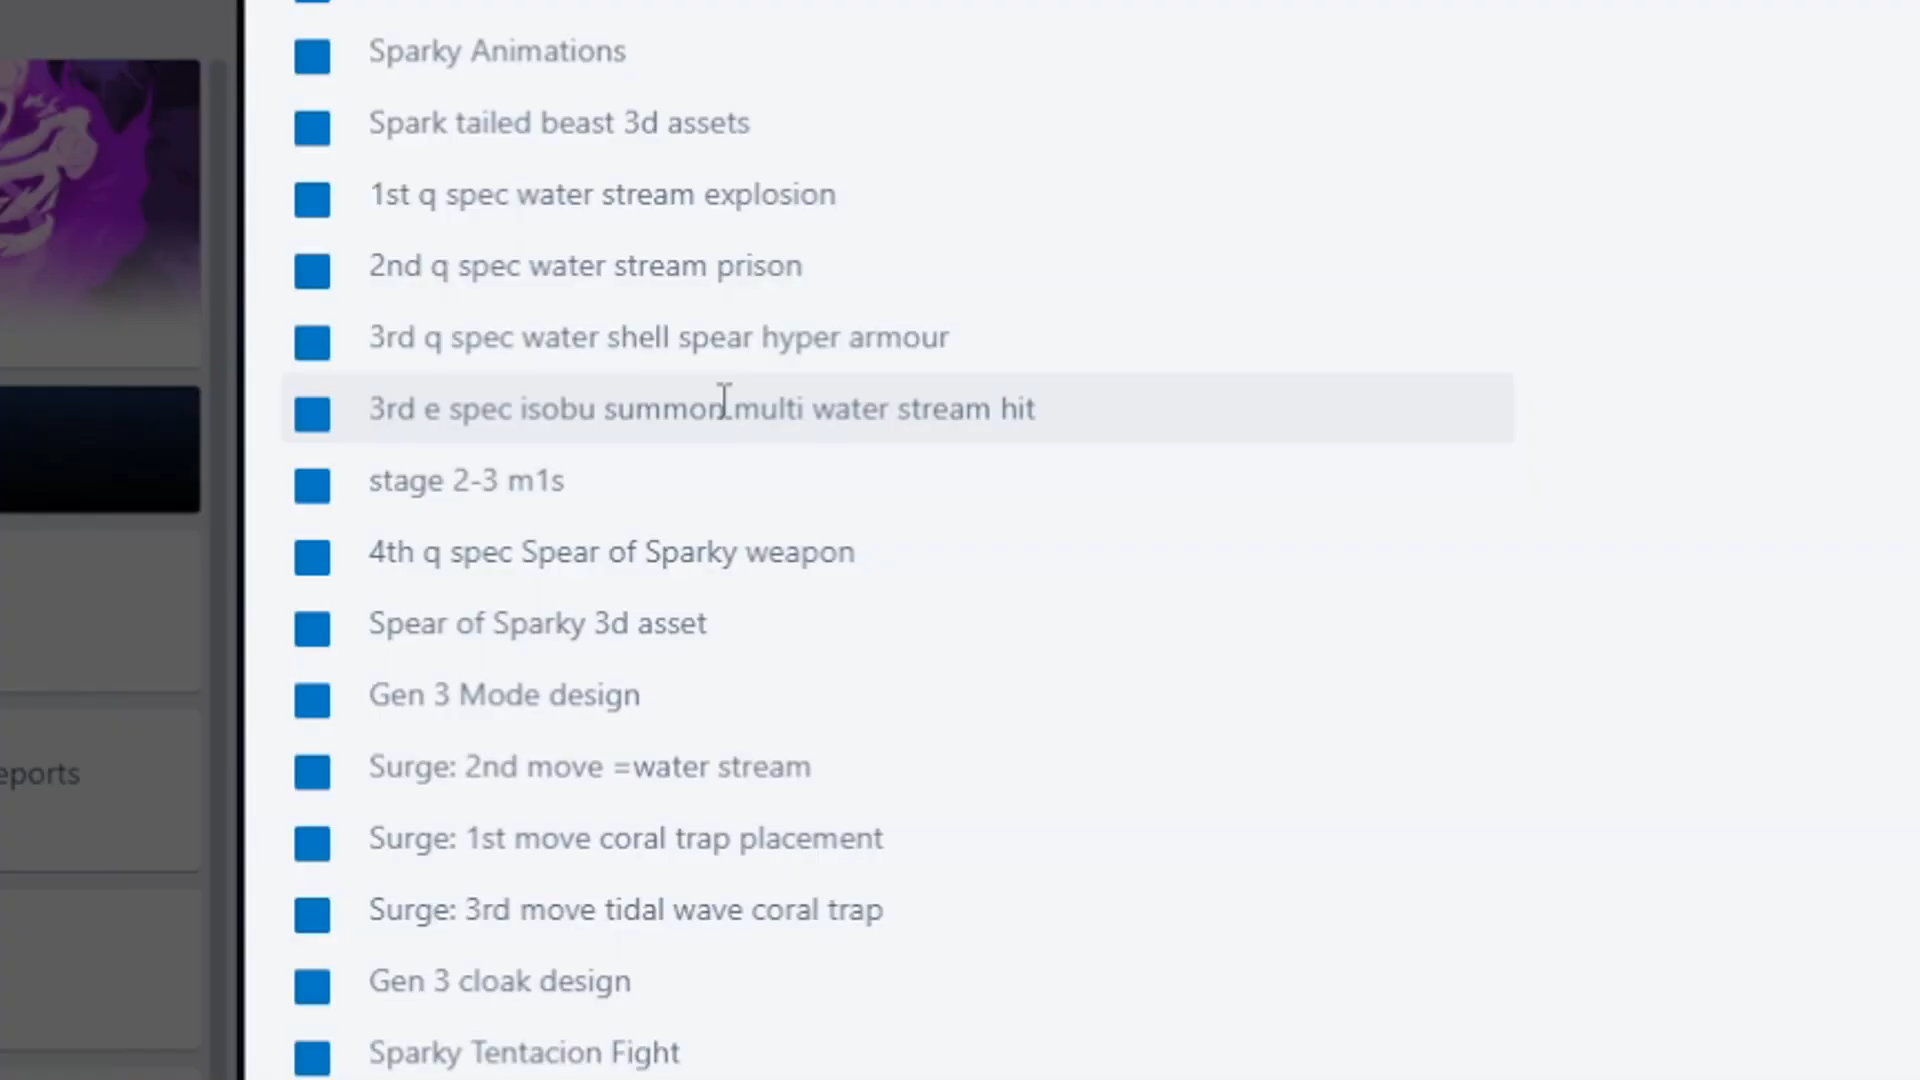 Sparky Animations
Spark tailed beast 3d assets
1st q spec water stream explosion
2nd q spec water stream prison
3rd q spec water shell spear hyper armour
3rd e spec isobu summon multi water stream hit
stage 2-3 m1s
4th q spec Spear of Sparky weapon
Spear of Sparky 3d asset
Gen 3 Mode design
Surge: 2nd move =water stream
eports
Surge: 1st move coral trap placement
Surge: 3rd move tidal wave coral trap
Gen 3 cloak design
Sparky Tentacion Fight